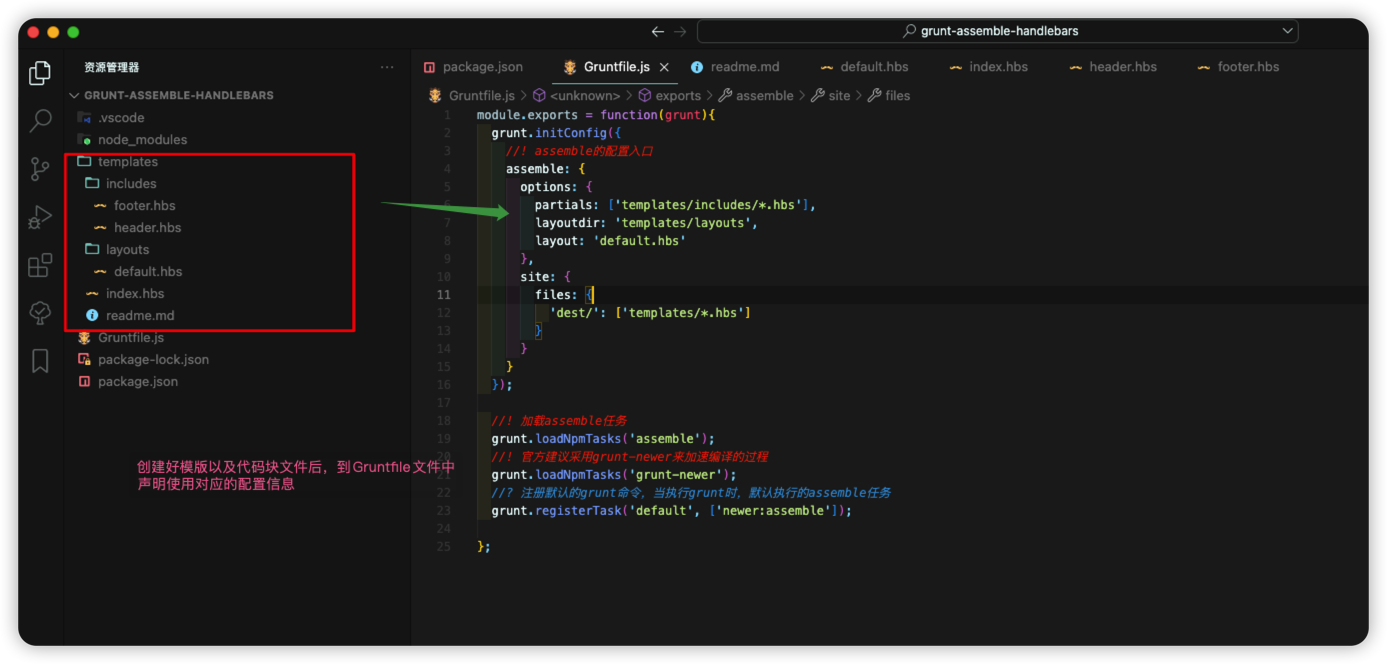 grunt-assemble-handlebars
资源管理器
package.json
Gruntfile.js
readme.md
default.hbs
index.hbs
header.hbs
footer.hbs
GRUNT-ASSEMBLE-HANDLEBARS
Gruntfile.js > <unknown> > exports > assemble > site > files
.vscode
node_modules
templates
includes
footer.hbs
header.hbs
layouts
default.hbs
index.hbs
readme.md
Gruntfile.js
package-lock.json
package.json
创建好模版以及代码块文件后，到Gruntfile文件中
声明使用对应的配置信息
1 module.exports = function(grunt){
2 grunt.initConfig({
3 //! assemble的配置入口
4 assemble: {
5 options: {
6 partials: ['templates/includes/*.hbs'],
7 layoutdir: 'templates/layouts',
8 layout: 'default.hbs'
9 },
10 site: {
11 files: {
12 'dest/': ['templates/*.hbs']
13 }
14 }
15 }
16 });
17
18 //! 加载assemble任务
19 grunt.loadNpmTasks('assemble');
20 //! 官方建议采用grunt-newer来加速编译的过程
21 grunt.loadNpmTasks('grunt-newer');
22 //? 注册默认的grunt命令，当执行grunt时，默认执行的assemble任务
23 grunt.registerTask('default', ['newer:assemble']);
24
25 };